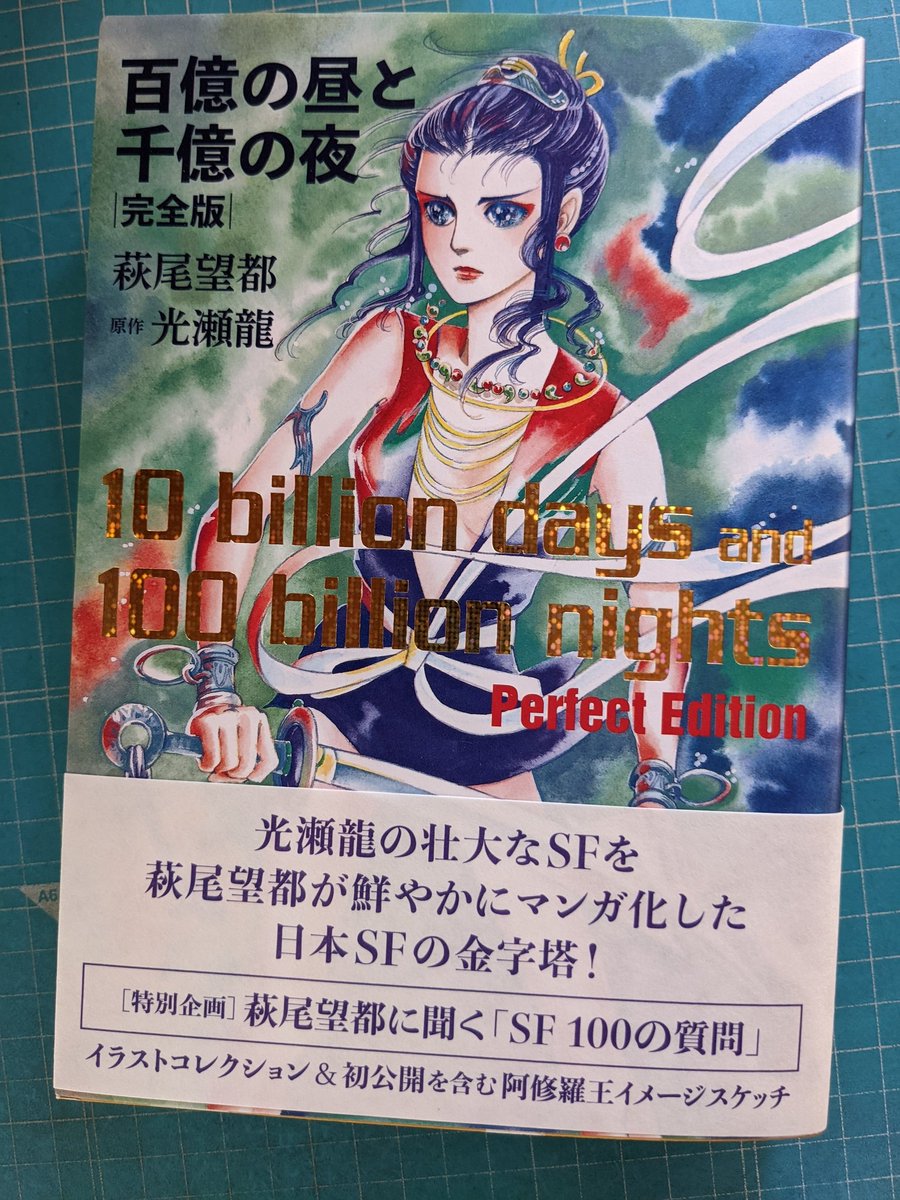 百億の昼と
千億の夜
|完全版|
萩尾望都
原作 光瀬龍
10 billion days and
100 billion nights
Perfect Edition
光瀬龍の壮大なSFを
萩尾望都が鮮やかにマンガ化した
日本SFの金字塔!
[特別企画] 萩尾望都に聞く「SF 100の質問」
イラストコレクション&初公開を含む 阿修羅王イメージスケッチ
A6